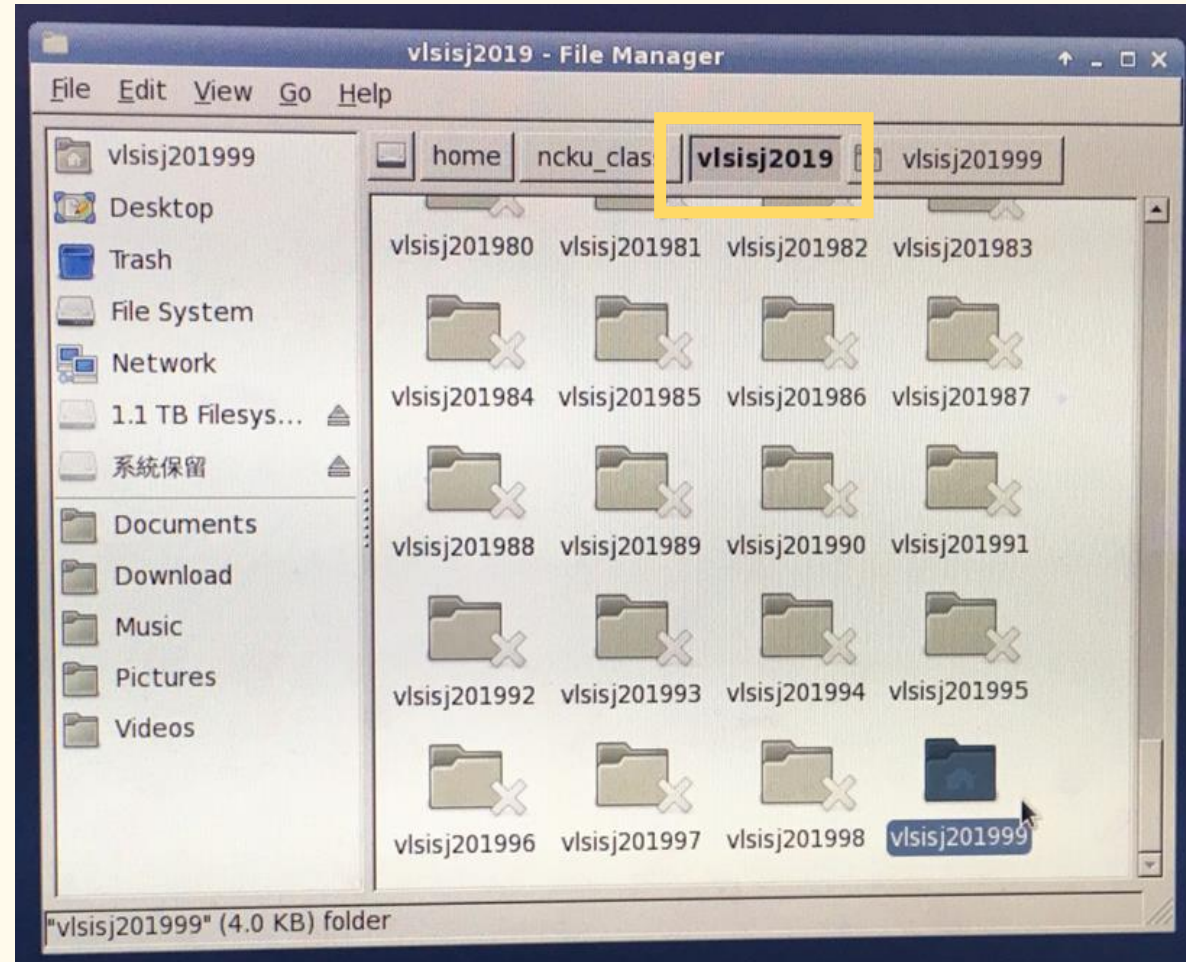 vlsisj2019 - File Manager
File Edit View Go Help
home ncku_clas vlsisj2019 vlsisj201999
vlsisj201999
Desktop
Trash
File System
Network
1.1 TB Filesys...
系統保留
Documents
Download
Music
Pictures
Videos
vlsisj201980 vlsisj201981 vlsisj201982 vlsisj201983
vlsisj201984 vlsisj201985 vlsisj201986 vlsisj201987
vlsisj201988 vlsisj201989 vlsisj201990 vlsisj201991
vlsisj201992 vlsisj201993 vlsisj201994 vlsisj201995
vlsisj201996 vlsisj201997 vlsisj201998 vlsisj201999
"vlsisj201999" (4.0 KB) folder